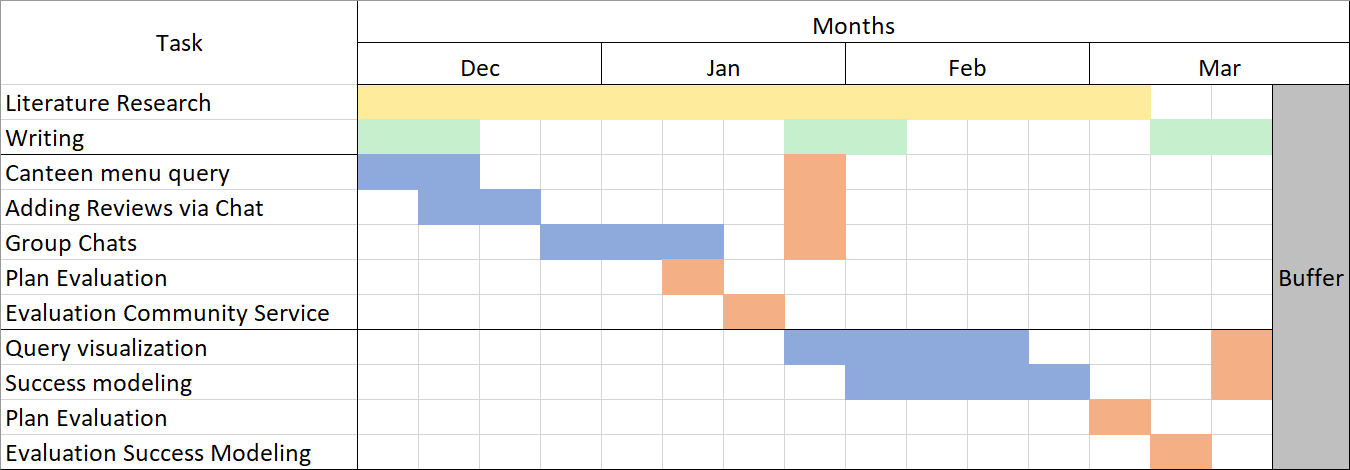 Task
Months
Dec Jan Feb Mar
Literature Research
Writing
Canteen menu query
Adding Reviews via Chat
Group Chats
Plan Evaluation
Buffer
Evaluation Community Service
Query visualization
Success modeling
Plan Evaluation
Evaluation Success Modeling